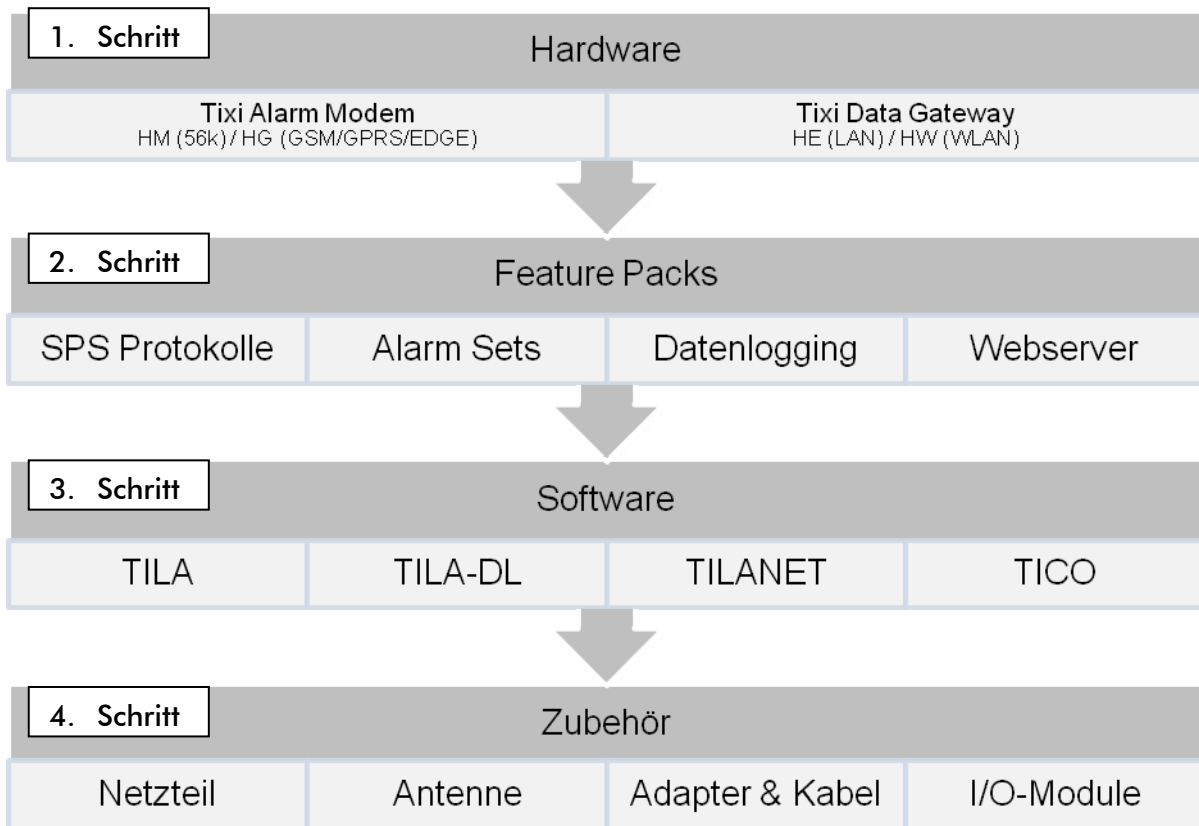 1. Schritt
Hardware
Tixi Alarm Modem
HM (56k) / HG (GSM/GPRS/EDGE)
Tixi Data Gateway
HE (LAN) / HW (WLAN)
2. Schritt
Feature Packs
SPS Protokolle
Alarm Sets
Datenlogging
Webserver
3. Schritt
Software
TILA
TILA-DL
TILANET
TICO
4. Schritt
Zubehör
Netzteil
Antenne
Adapter & Kabel
I/O-Module